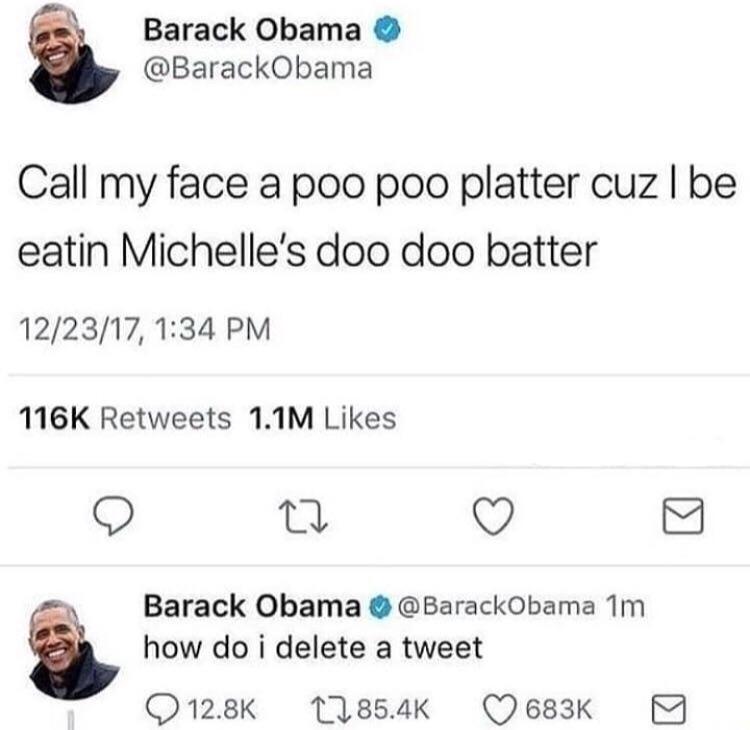 Barack Obama
@BarackObama
Call my face a poo poo platter cuz I be
eatin Michelle's doo doo batter
12/23/17, 1:34 PM
116K Retweets 1.1M Likes
Barack Obama @BarackObama 1m
how do i delete a tweet
12.8K 85.4K 683K